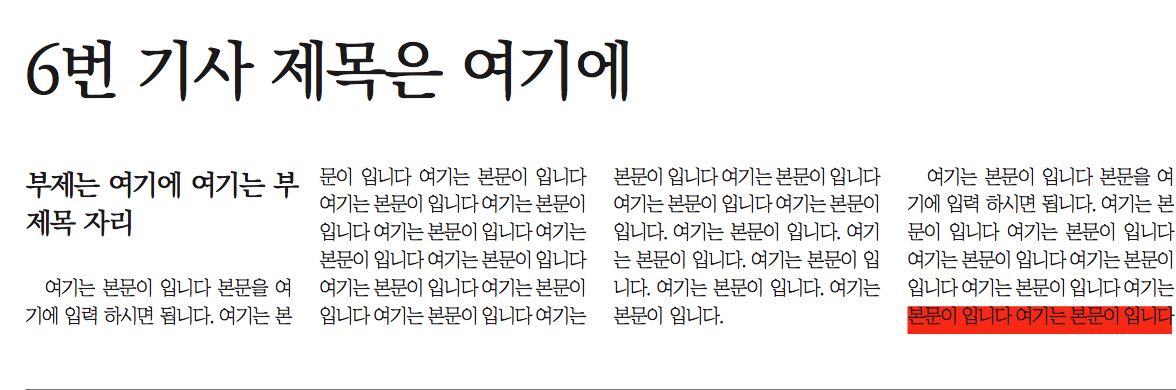 6번 기사 제목은 여기에
부제는 여기에 여기는 부
제목 자리
여기는 본문이 입니다 본문을 여
기에 입력 하시면 됩니다. 여기는 본
문이 입니다 여기는 본문이 입니다
여기는 본문이 입니다 여기는 본문이
입니다 여기는 본문이 입니다 여기는
본문이 입니다 여기는 본문이 입니다
여기는 본문이 입니다 여기는 본문이
입니다 여기는 본문이 입니다 여기는
본문이 입니다 여기는 본문이 입니다
여기는 본문이 입니다 여기는 본문이
입니다. 여기는 본문이 입니다. 여기
는 본문이 입니다. 여기는 본문이 입
니다. 여기는 본문이 입니다. 여기는
본문이 입니다.
여기는 본문이 입니다 본문을 여
기에 입력 하시면 됩니다. 여기는 본
문이 입니다 여기는 본문이 입니다
여기는 본문이 입니다 여기는 본문이
입니다 여기는 본문이 입니다 여기는
본문이 입니다 여기는 본문이 입니다